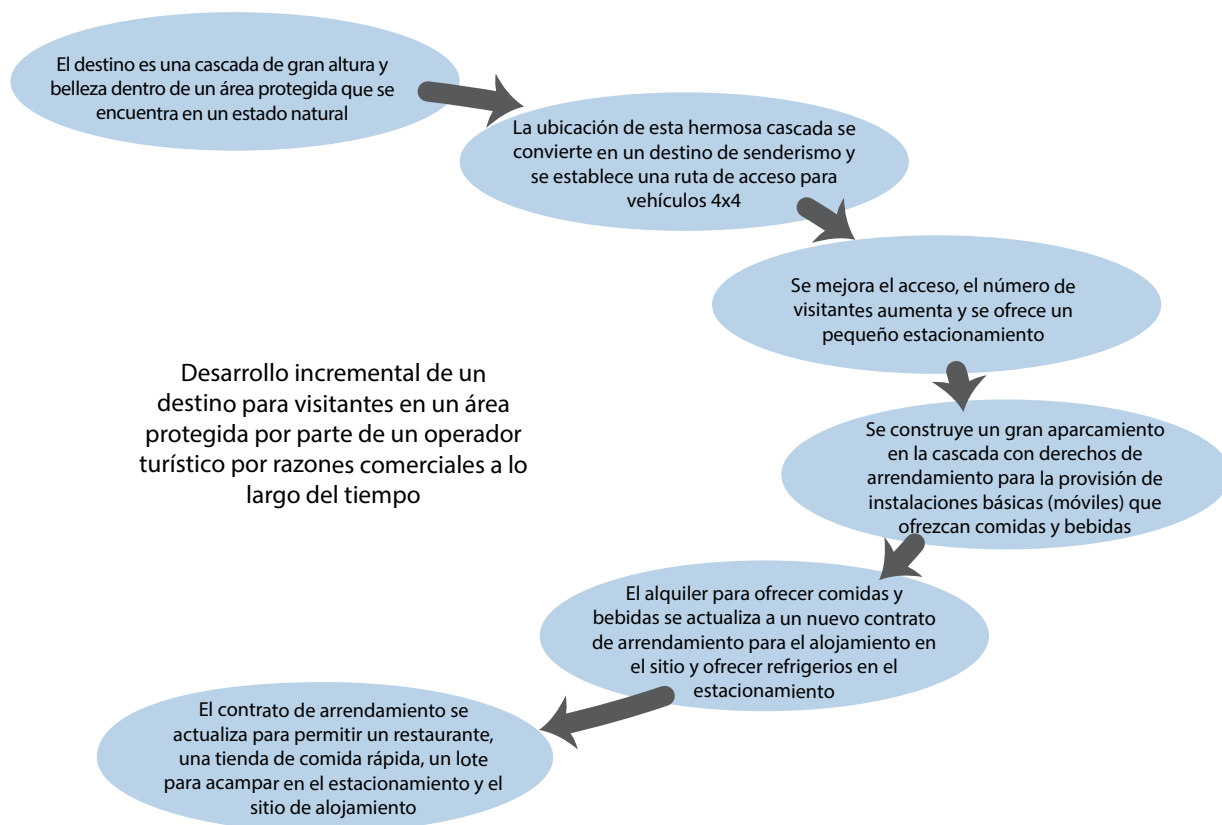 El destino es una cascada de gran altura y
belleza dentro de un área protegida que se
encuentra en un estado natural
La ubicación de esta hermosa cascada se
convierte en un destino de senderismo y
se establece una ruta de acceso para
vehículos 4x4
Se mejora el acceso, el número de
visitantes aumenta y se ofrece un
pequeño estacionamiento
Desarrollo incremental de un
destino para visitantes en un área
protegida por parte de un operador
turístico por razones comerciales a lo
largo del tiempo
Se construye un gran aparcamiento
en la cascada con derechos de
arrendamiento para la provisión de
instalaciones básicas (móviles) que
ofrezcan comidas y bebidas
El alquiler para ofrecer comidas y
bebidas se actualiza a un nuevo contrato
de arrendamiento para el alojamiento en
el sitio y ofrecer refrigerios en el
estacionamiento
El contrato de arrendamiento se
actualiza para permitir un restaurante,
una tienda de comida rápida, un lote
para acampar en el estacionamiento y el
sitio de alojamiento